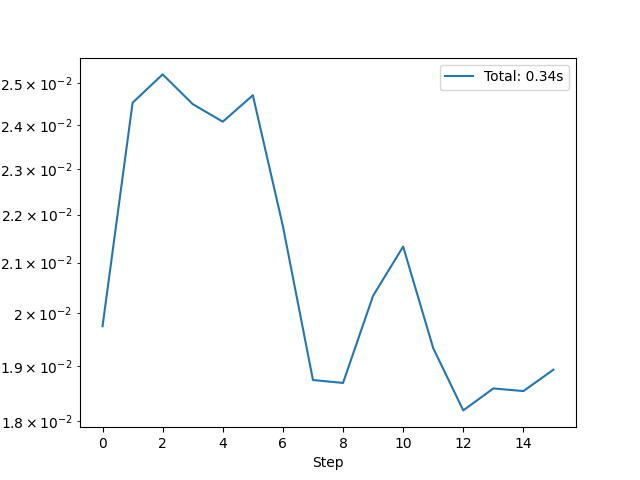 Total: 0.34s
2.5 × 10⁻²
2.4 × 10⁻²
2.3 × 10⁻²
2.2 × 10⁻²
2.1 × 10⁻²
2 × 10⁻²
1.9 × 10⁻²
1.8 × 10⁻²
0 2 4 6 8 10 12 14
Step